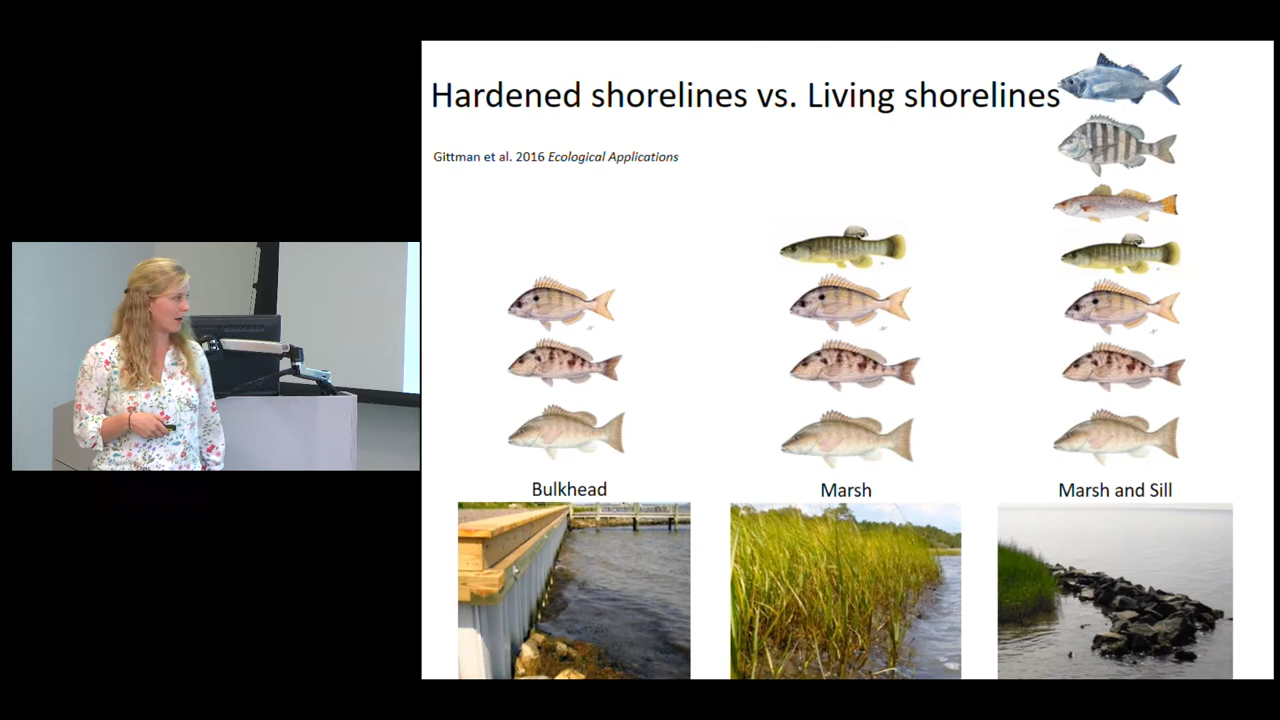 Hardened shorelines vs. Living shorelines
Gittman et al. 2016 Ecological Applications
Bulkhead
Marsh
Marsh and Sill